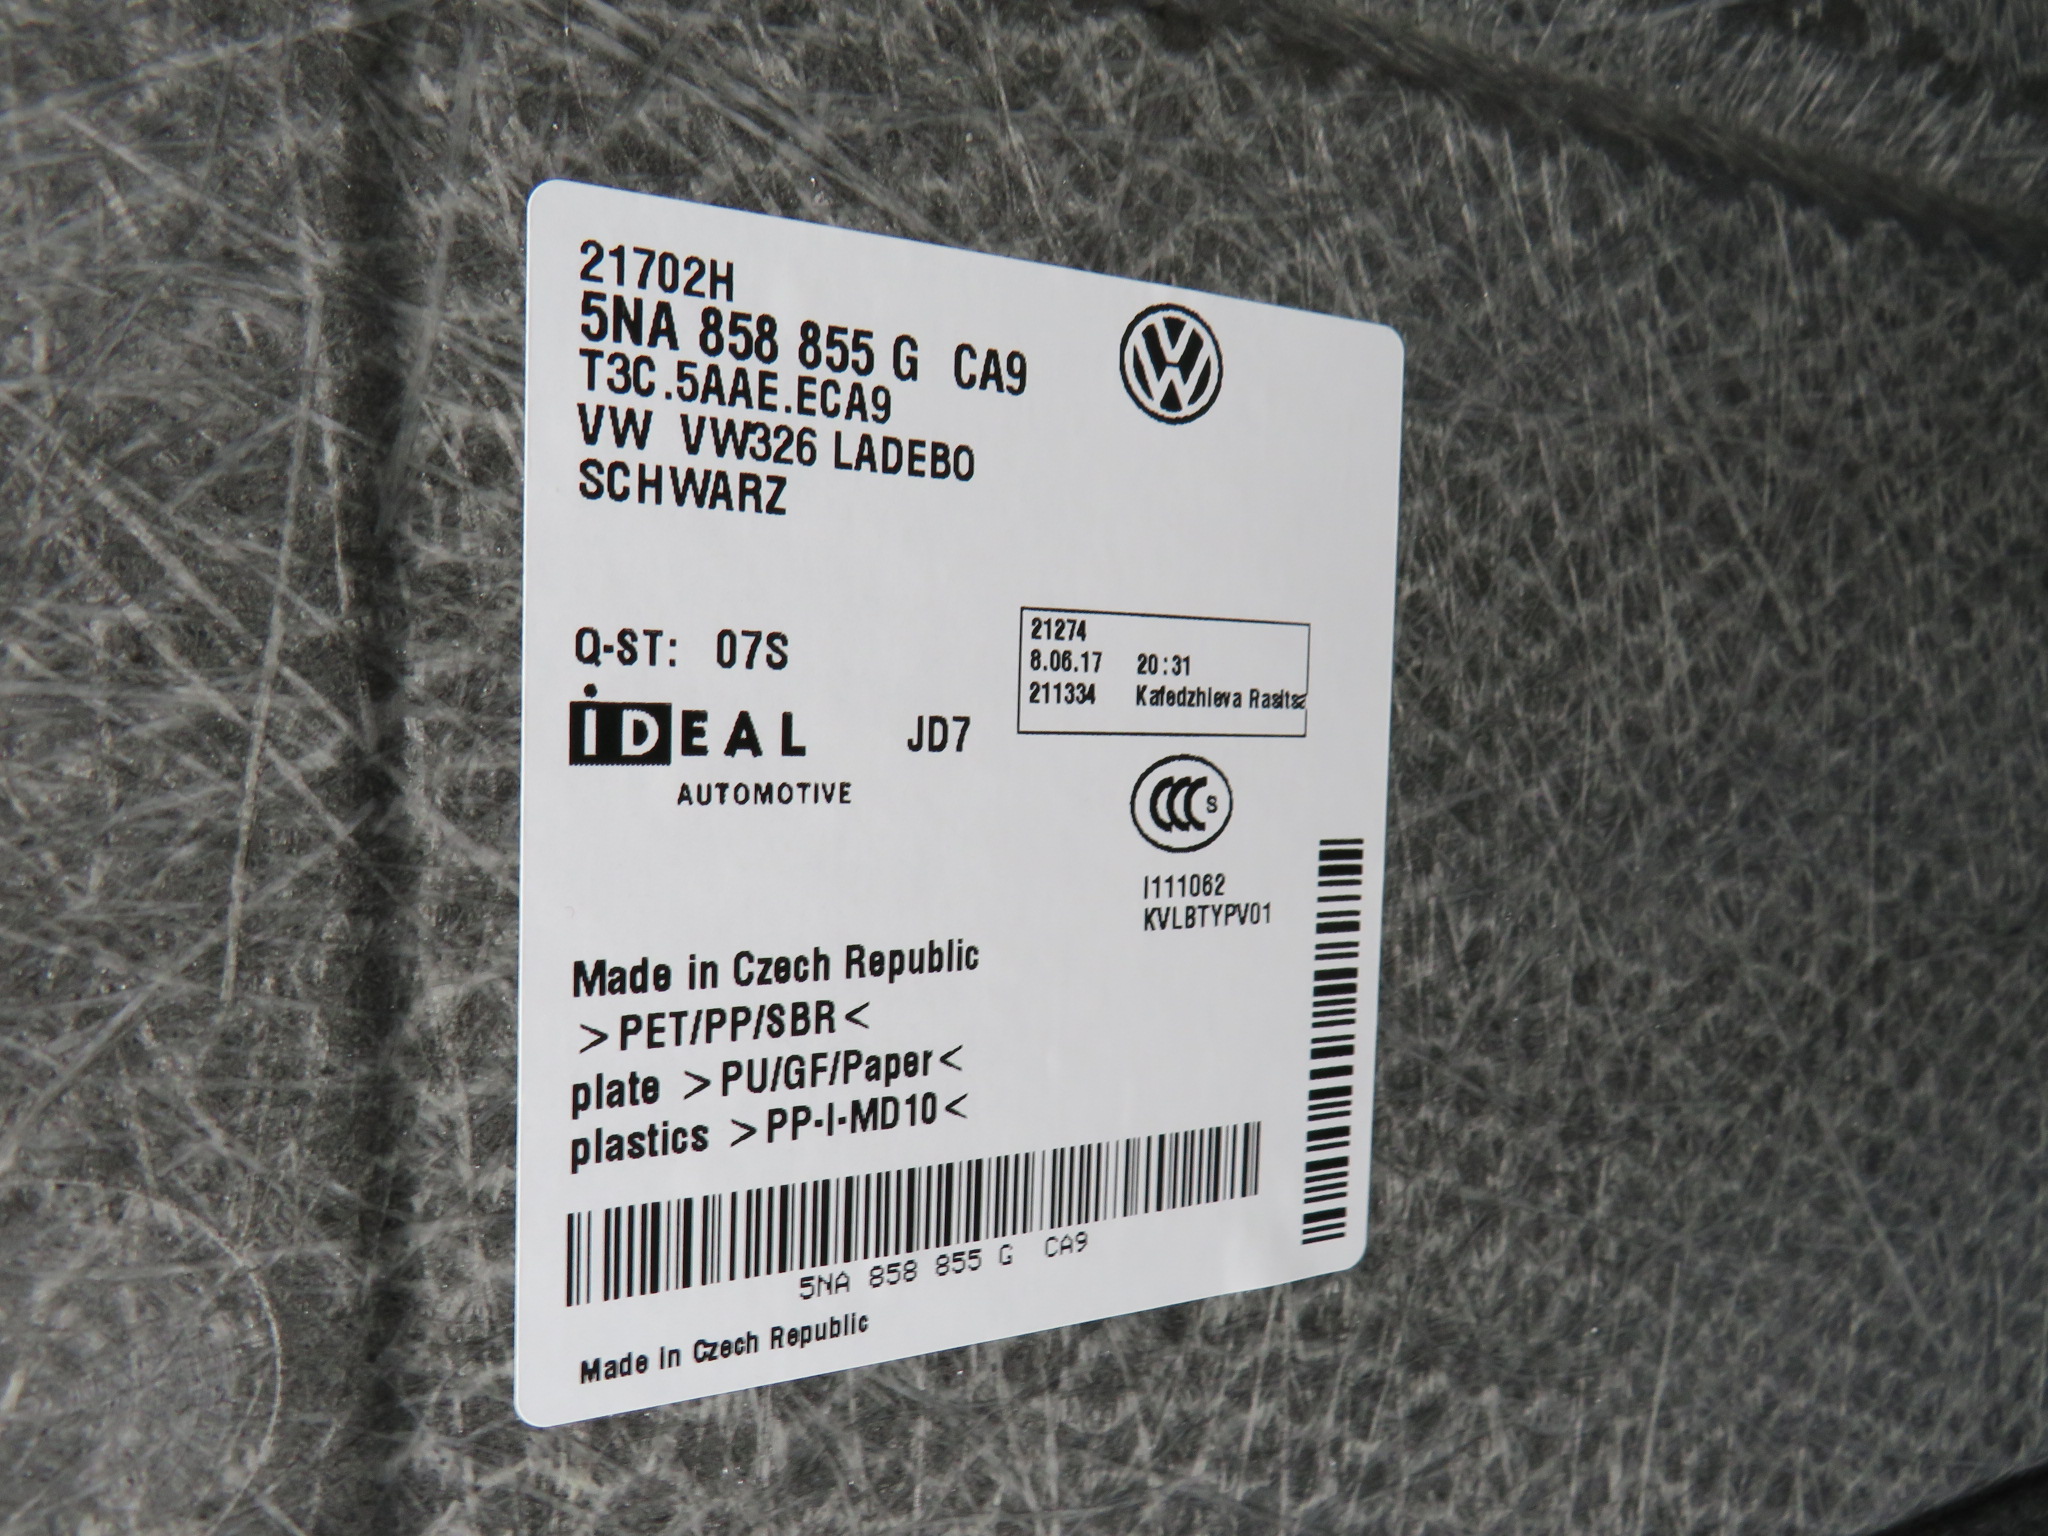 21702H
5NA 858 855 G CA9
T3C.5AAE.ECA9
VW VW326 LADEBO
SCHWARZ
Q-ST: 07S
21274
8.06.17 20:31
211334 Kafedzhieva
iDEAL JD7
AUTOMOTIVE
CCC S
I111062
KVLBTYPV01
Made in Czech Republic
>PET/PP/SBR<
plate >PU/GF/Paper<
plastics >PP-I-MD10<
5NA 858 855 G CA9
Made in Czech Republic